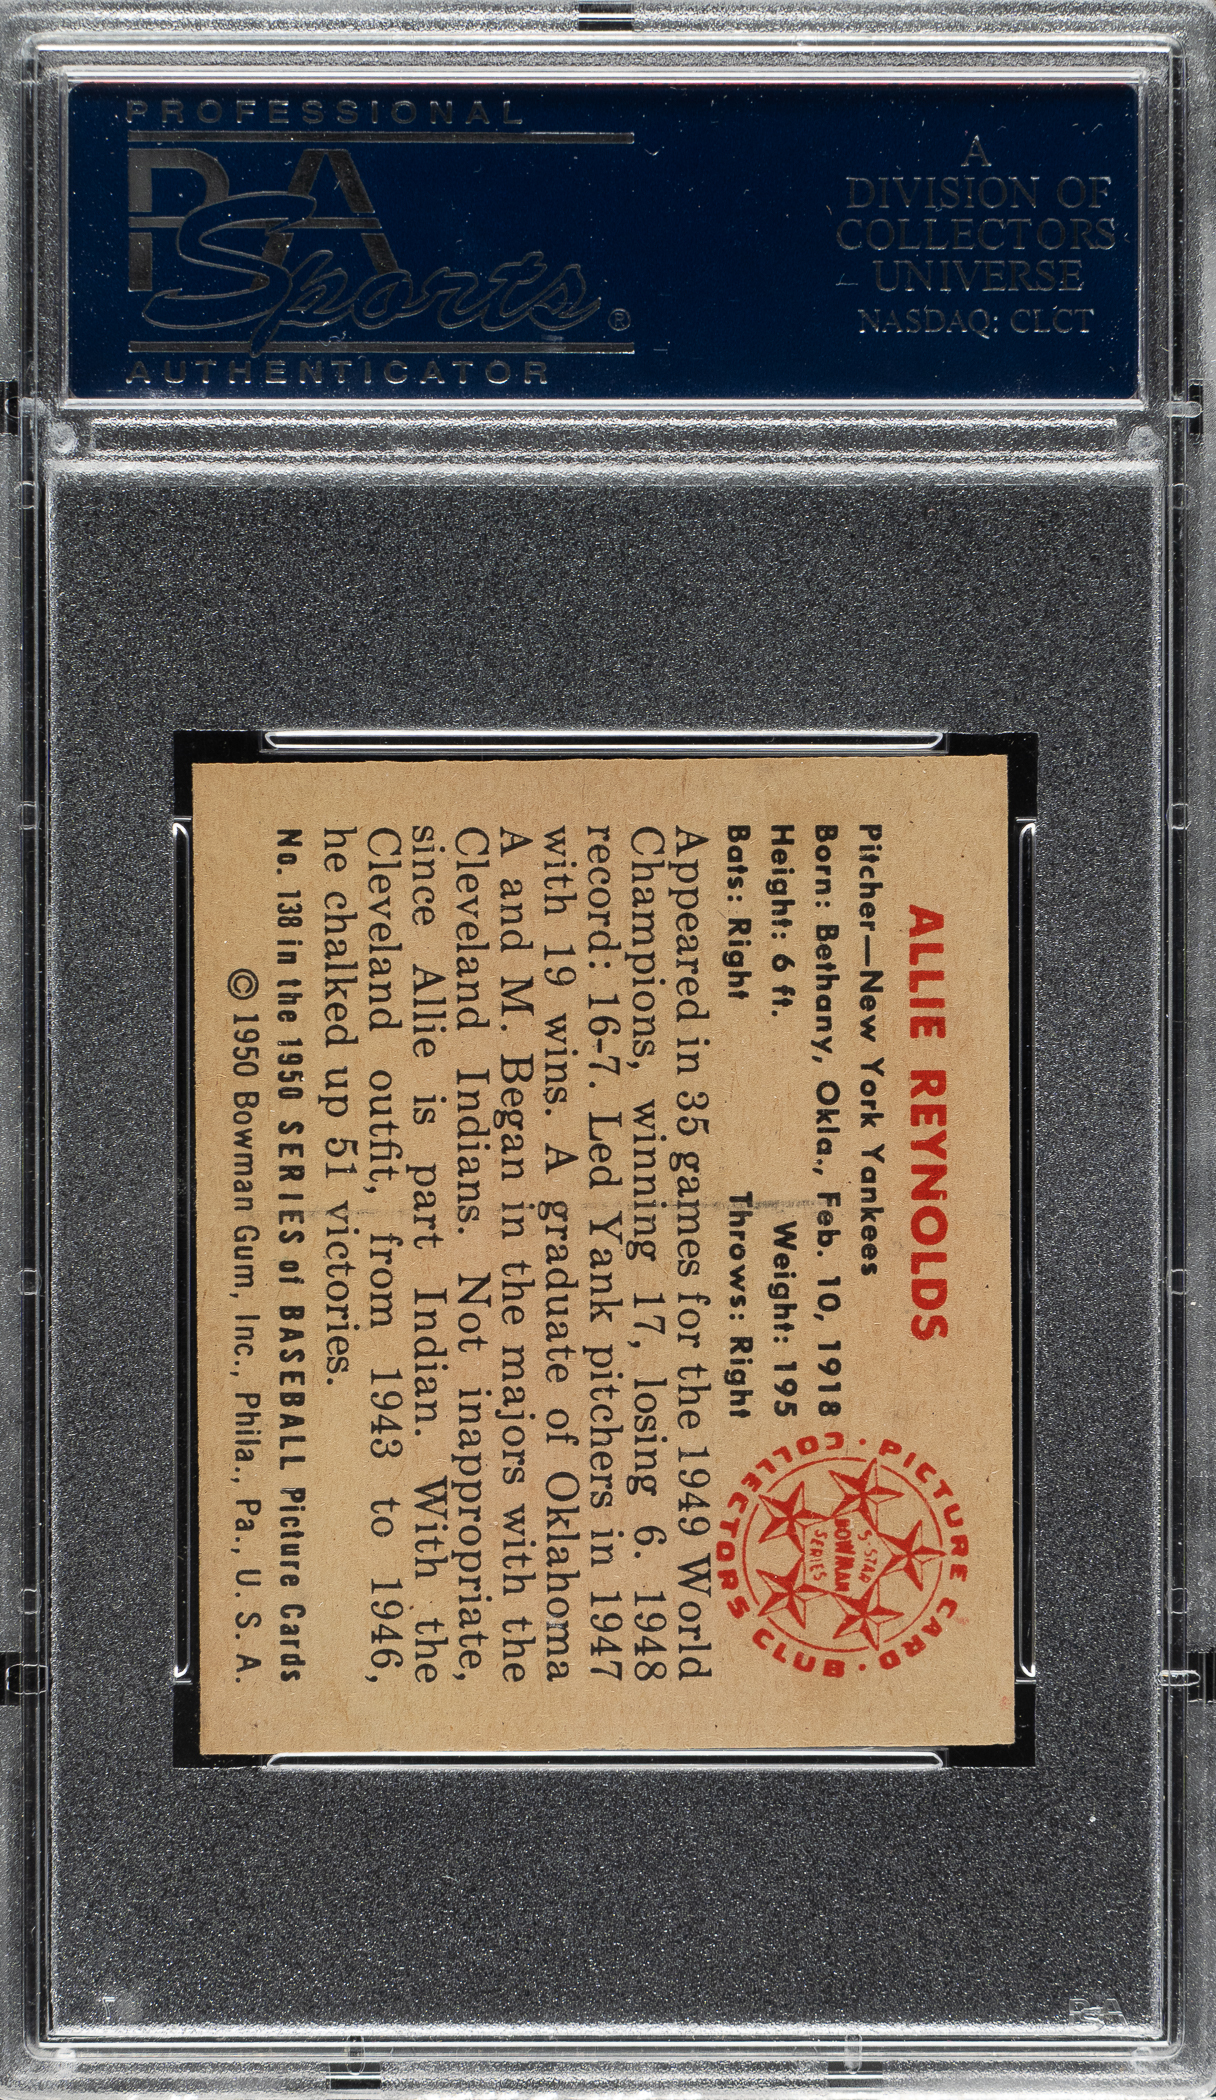 PROFESSIONAL
PSA
Sports®
AUTHENTICATOR
A
DIVISION OF
COLLECTORS
UNIVERSE
NASDAQ: CLCT
ALLIE REYNOLDS
Pitcher—New York Yankees
Born: Bethany, Okla., Feb. 10, 1918
Height: 6 ft. Weight: 195
Bats: Right Throws: Right
PICTURE CARD
COLLECTORS CLUB
5-STAR
BOWMAN
SERIES
Appeared in 35 games for the 1949 World
Champions, winning 17, losing 6. 1948
record: 16-7. Led Yank pitchers in 1947
with 19 wins. A graduate of Oklahoma
A and M. Began in the majors with the
Cleveland Indians. Not inappropriate,
since Allie is part Indian. With the
Cleveland outfit, from 1943 to 1946,
he chalked up 51 victories.
No. 138 in the 1950 SERIES of BASEBALL Picture Cards
© 1950 Bowman Gum, Inc., Phila., Pa., U. S. A.
PSA